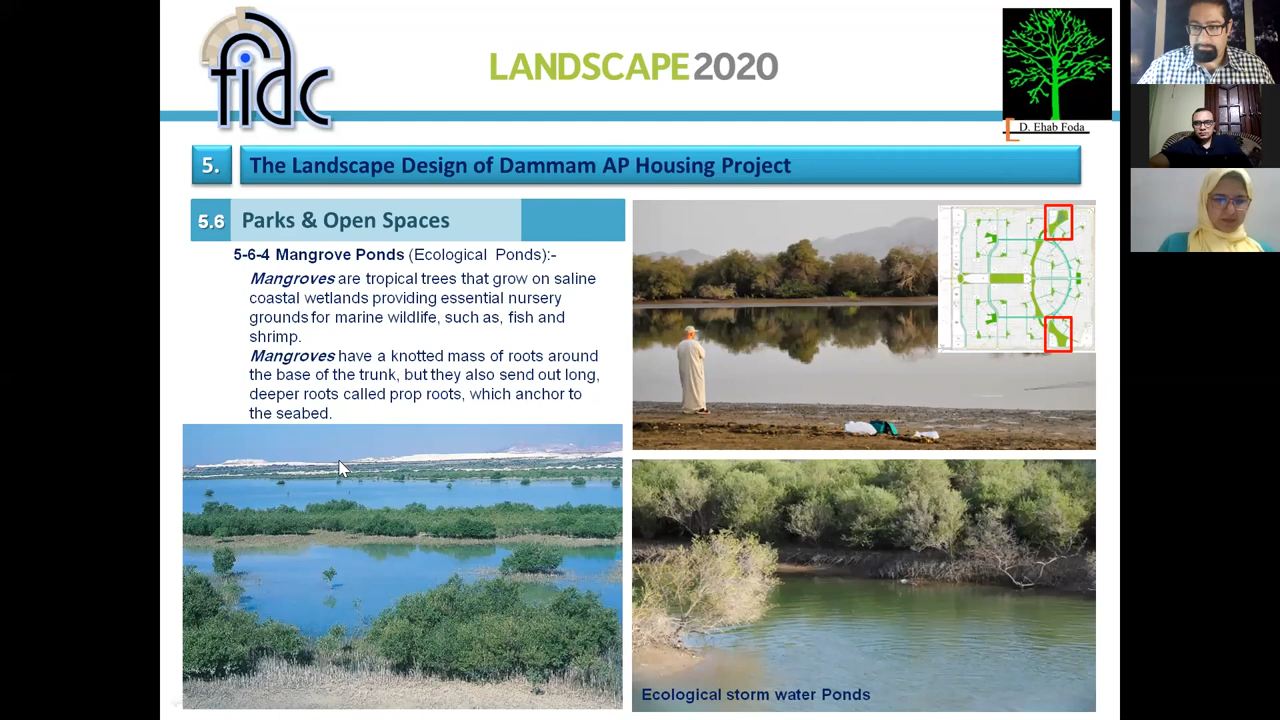 fidc
LANDSCAPE2020
D. Ehab Foda
5.
The Landscape Design of Dammam AP Housing Project
5.6
Parks & Open Spaces
5-6-4 Mangrove Ponds (Ecological Ponds):-
Mangroves are tropical trees that grow on saline
coastal wetlands providing essential nursery
grounds for marine wildlife, such as, fish and
shrimp.
Mangroves have a knotted mass of roots around
the base of the trunk, but they also send out long,
deeper roots called prop roots, which anchor to
the seabed.
Ecological storm water Ponds